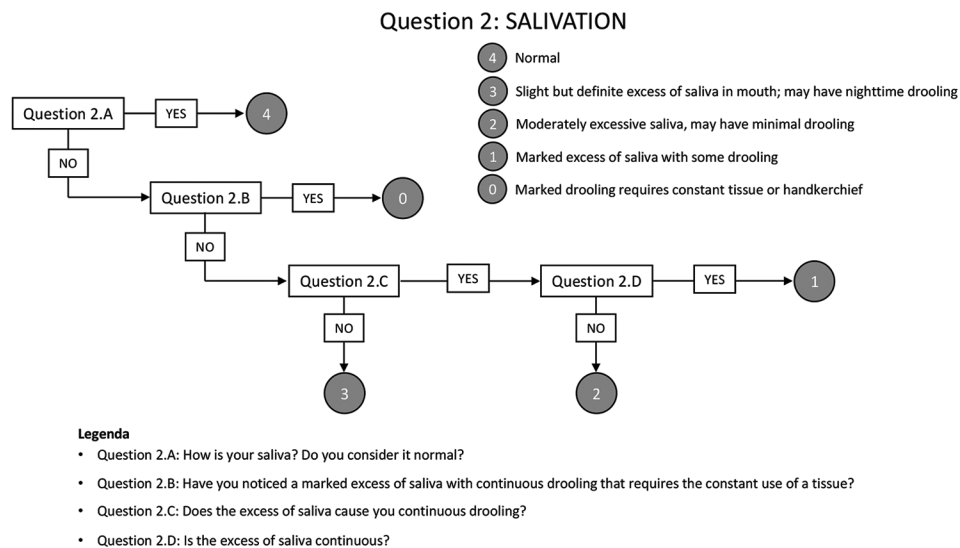 Question 2: SALIVATION
4 Normal
3 Slight but definite excess of saliva in mouth; may have nighttime drooling
2 Moderately excessive saliva, may have minimal drooling
1 Marked excess of saliva with some drooling
0 Marked drooling requires constant tissue or handkerchief
Question 2.A YES 4
NO
Question 2.B YES 0
NO
Question 2.C YES Question 2.D YES 1
NO NO
3 2
Legenda
• Question 2.A: How is your saliva? Do you consider it normal?
• Question 2.B: Have you noticed a marked excess of saliva with continuous drooling that requires the constant use of a tissue?
• Question 2.C: Does the excess of saliva cause you continuous drooling?
• Question 2.D: Is the excess of saliva continuous?